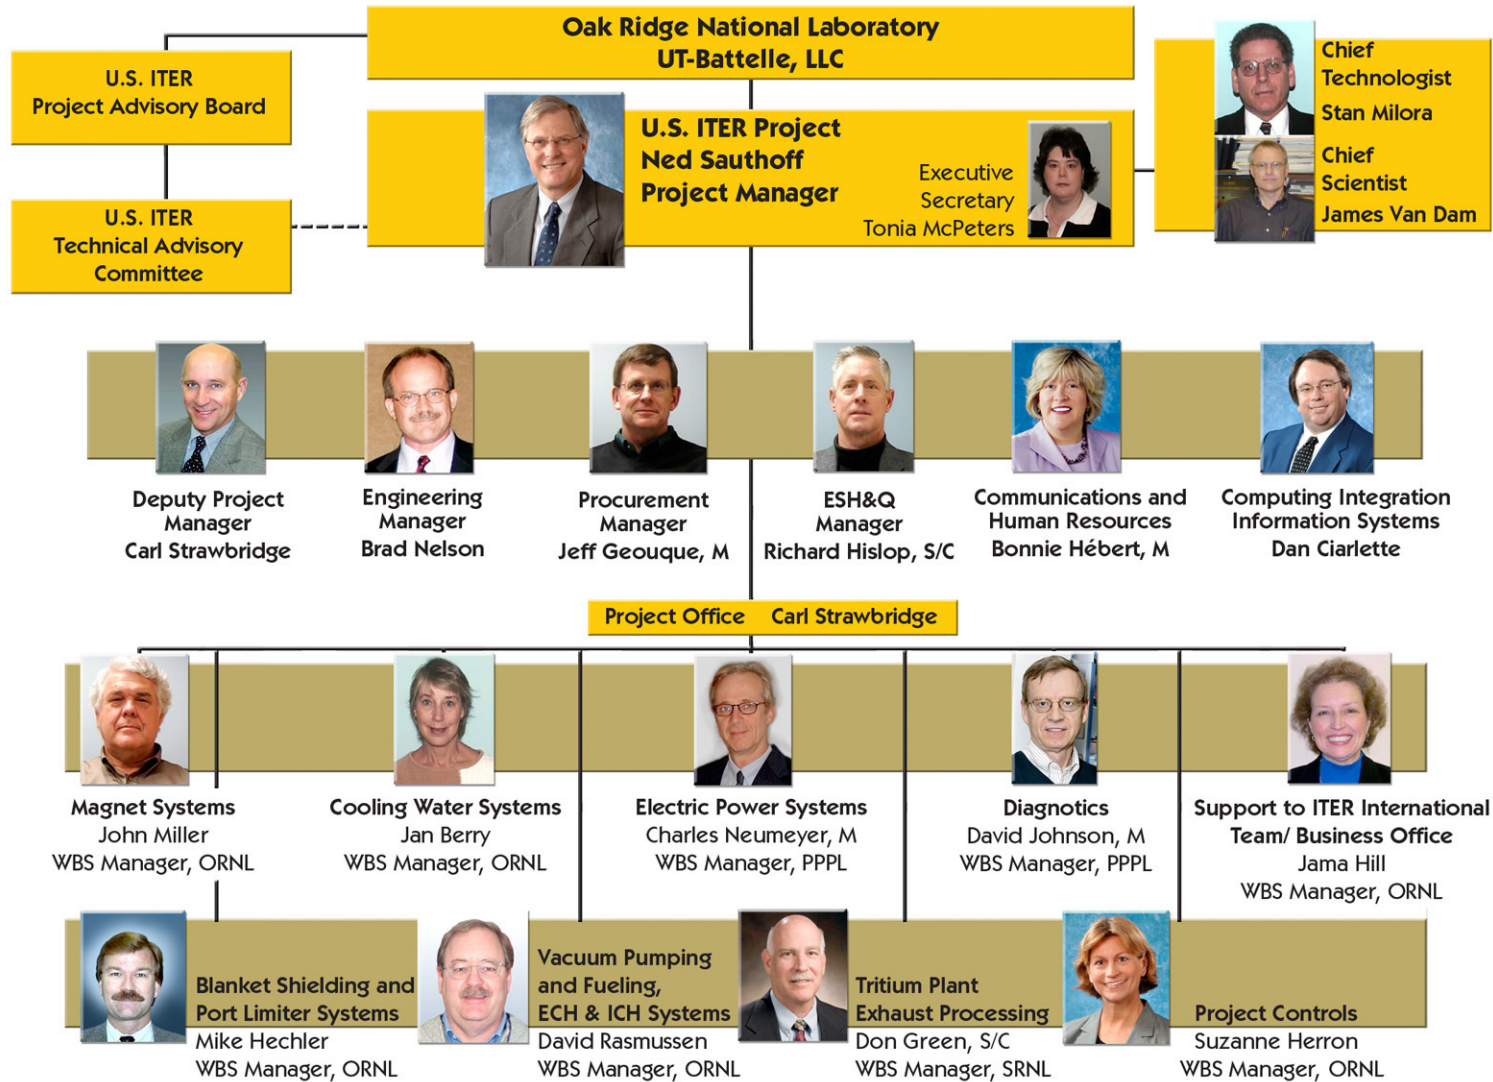 Oak Ridge National Laboratory
UT-Battelle, LLC
U.S. ITER
Project Advisory Board
U.S. ITER
Technical Advisory
Committee
U.S. ITER Project
Ned Sauthoff
Project Manager
Executive
Secretary
Tonia McPeters
Chief
Technologist
Stan Milora
Chief
Scientist
James Van Dam
Deputy Project
Manager
Carl Strawbridge
Engineering
Manager
Brad Nelson
Procurement
Manager
Jeff Geouque, M
ESH&Q
Manager
Richard Hislop, S/C
Communications and
Human Resources
Bonnie Hébert, M
Computing Integration
Information Systems
Dan Ciarlette
Project Office Carl Strawbridge
Magnet Systems
John Miller
WBS Manager, ORNL
Cooling Water Systems
Jan Berry
WBS Manager, ORNL
Electric Power Systems
Charles Neumeyer, M
WBS Manager, PPPL
Diagnotics
David Johnson, M
WBS Manager, PPPL
Support to ITER International
Team/ Business Office
Jama Hill
WBS Manager, ORNL
Blanket Shielding and
Port Limiter Systems
Mike Hechler
WBS Manager, ORNL
Vacuum Pumping
and Fueling,
ECH & ICH Systems
David Rasmussen
WBS Manager, ORNL
Tritium Plant
Exhaust Processing
Don Green, S/C
WBS Manager, SRNL
Project Controls
Suzanne Herron
WBS Manager, ORNL